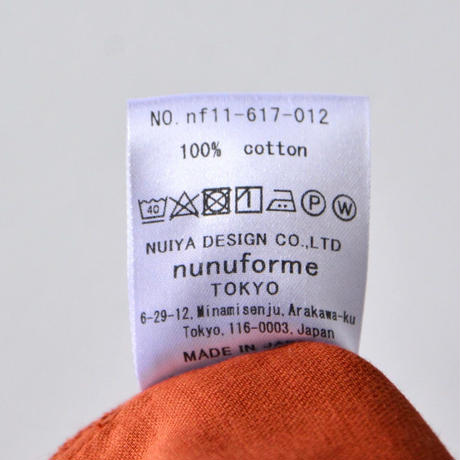 NO. nf11-617-012
100% cotton
40 P W
NUIYA DESIGN CO.,LTD
nunuforme
TOKYO
6-29-12, Minamisenju, Arakawa-ku
Tokyo, 116-0003, Japan
MADE IN